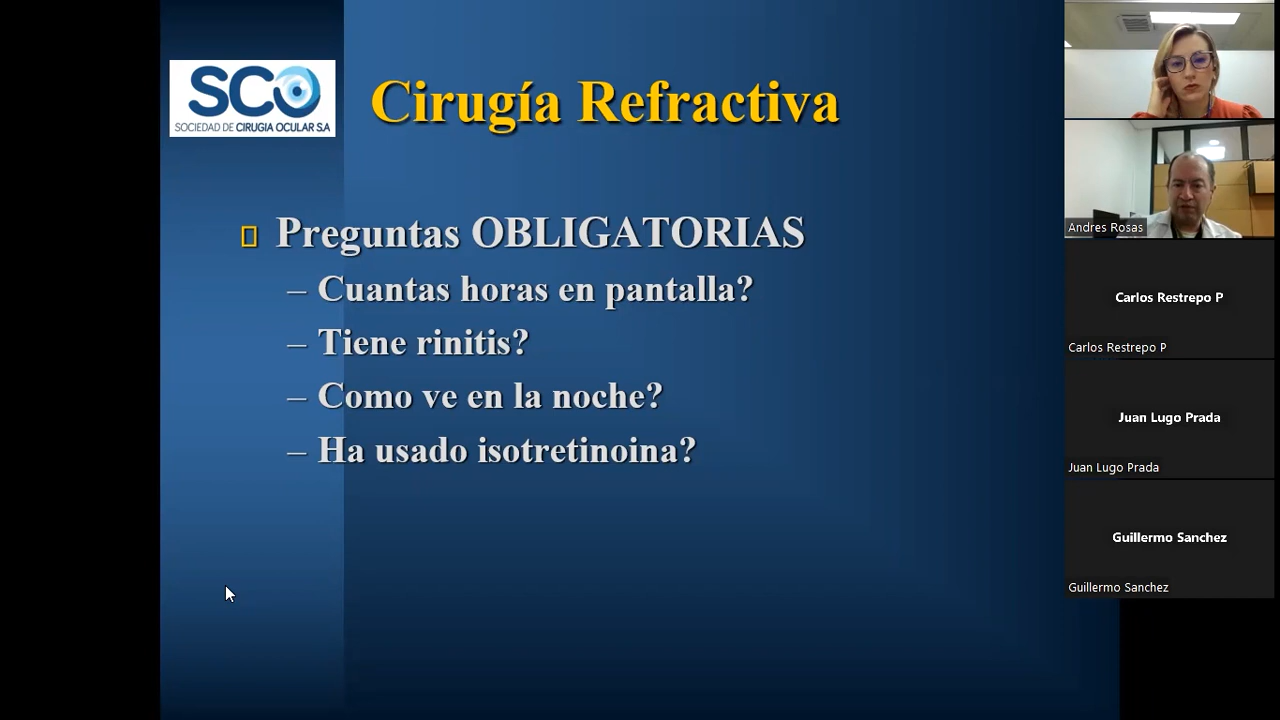 SCO
SOCIEDAD DE CIRUGIA OCULAR S.A
Cirugía Refractiva
Preguntas OBLIGATORIAS
– Cuantas horas en pantalla?
– Tiene rinitis?
– Como ve en la noche?
– Ha usado isotretinoina?
Andres Rosas
Carlos Restrepo P
Carlos Restrepo P
Juan Lugo Prada
Juan Lugo Prada
Guillermo Sanchez
Guillermo Sanchez